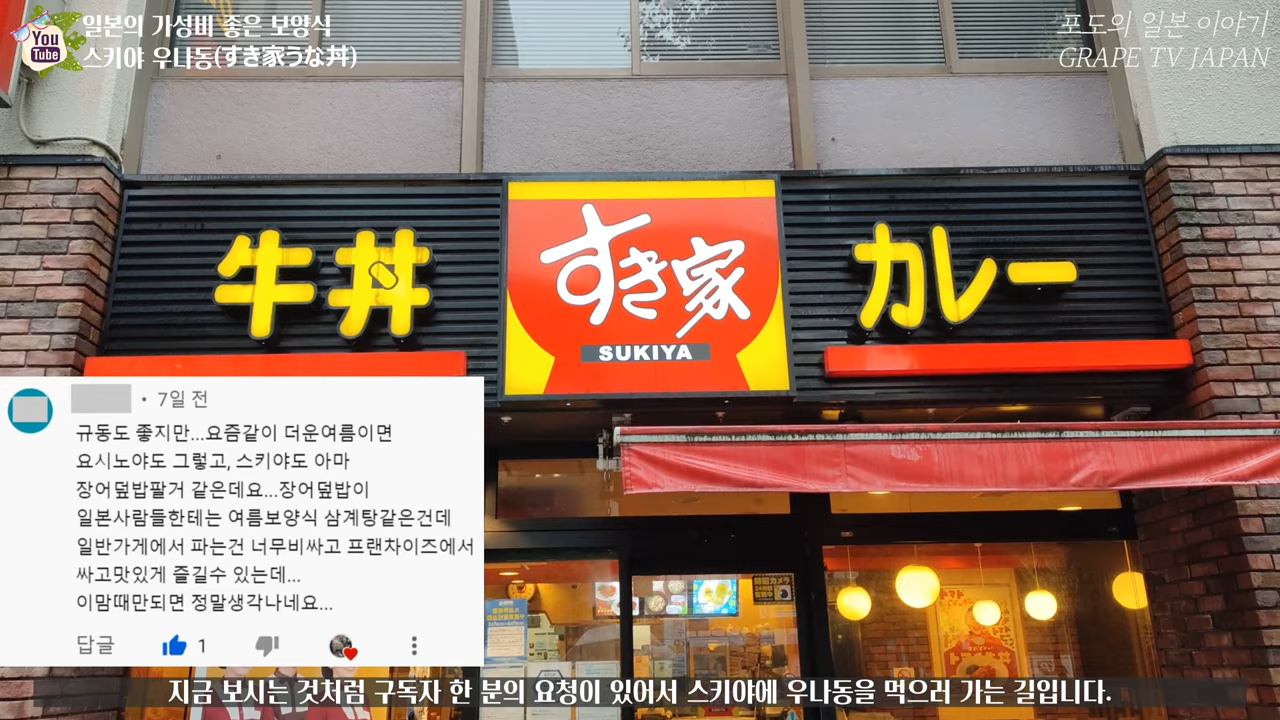 You
Tube
일본의 가성비 좋은 보양식
스키야 우나동(すき家うな丼)
포도의 일본 이야기
GRAPE TV JAPAN
牛丼
すき家
SUKIYA
カレー
• 7일 전
규동도 좋지만...요즘같이 더운여름이면
요시노야도 그렇고, 스키야도 아마
장어덮밥팔거 같은데요...장어덮밥이
일본사람들한테는 여름보양식 삼계탕같은건데
일반가게에서 파는건 너무비싸고 프랜차이즈에서
싸고맛있게 즐길수 있는데...
이맘때만되면 정말생각나네요...
답글
1
지금 보시는 것처럼 구독자 한 분의 요청이 있어서 스키야에 우나동을 먹으러 가는 길입니다.